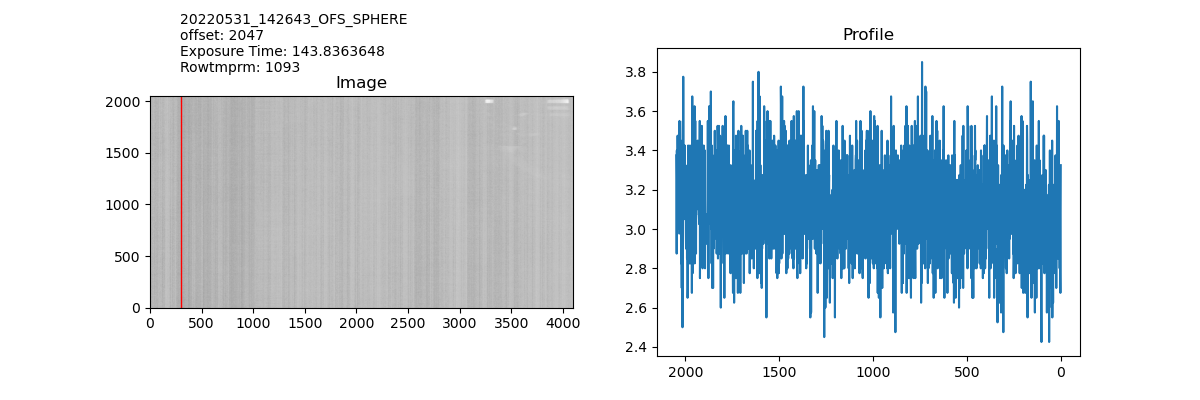 20220531_142643_OFS_SPHERE
offset: 2047
Exposure Time: 143.8363648
Rowtmprm: 1093
Image
2000
1500
1000
500
0
0 500 1000 1500 2000 2500 3000 3500 4000
Profile
3.8
3.6
3.4
3.2
3.0
2.8
2.6
2.4
2000 1500 1000 500 0